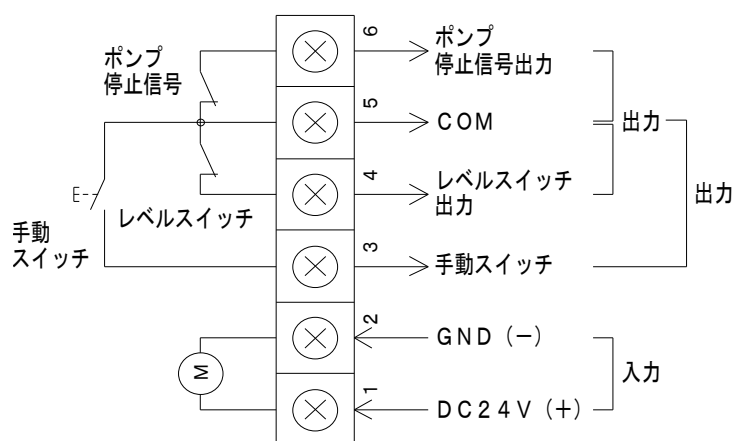 ポンプ
停止信号
レベルスイッチ
手動
スイッチ
M
6
ポンプ
停止信号出力
5
COM
4
レベルスイッチ
出力
3
手動スイッチ
2
GND(−)
1
DC24V(+)
出力
出力
入力